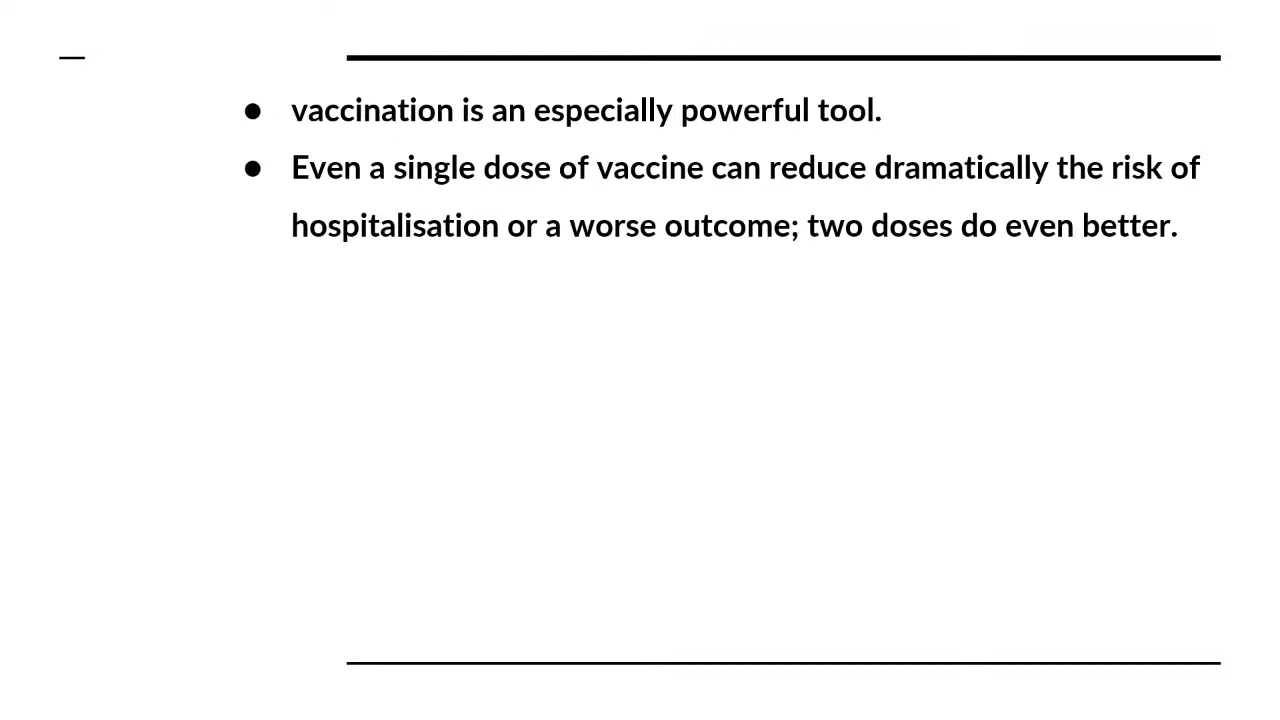 ● vaccination is an especially powerful tool.
● Even a single dose of vaccine can reduce dramatically the risk of
hospitalisation or a worse outcome; two doses do even better.